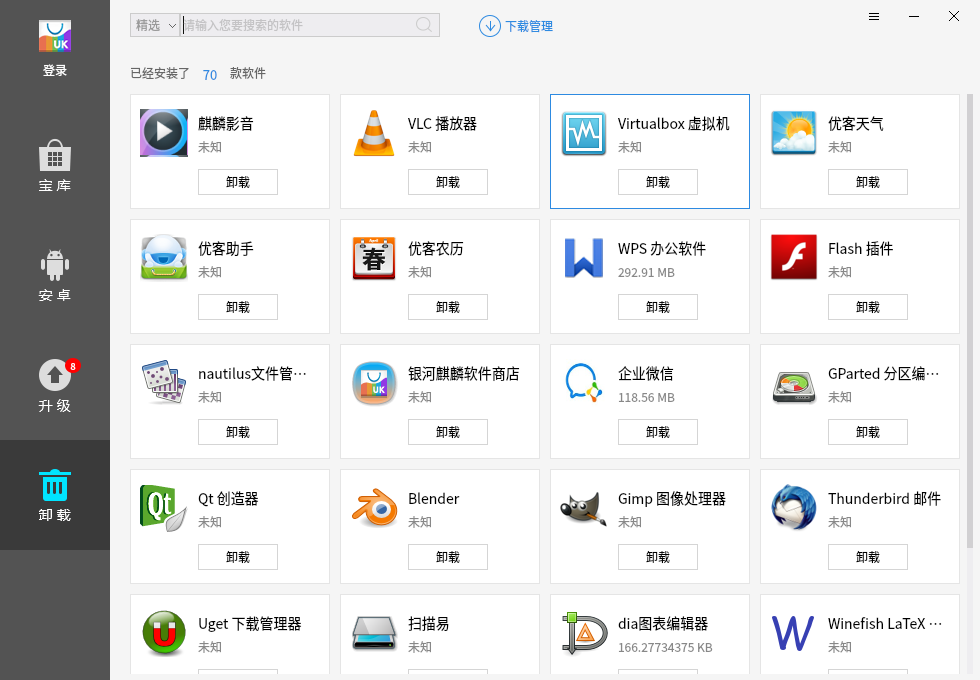 UK
登录
宝 库
安 卓
8
升 级
卸 载
精选 请输入您要搜索的软件 下载管理
已经安装了 70 款软件
麒麟影音
未知
卸载
VLC 播放器
未知
卸载
Virtualbox 虚拟机
未知
卸载
优客天气
未知
卸载
优客助手
未知
卸载
春
优客农历
未知
卸载
WPS 办公软件
292.91 MB
卸载
Flash 插件
未知
卸载
nautilus文件管…
未知
卸载
UK
银河麒麟软件商店
未知
卸载
企业微信
118.56 MB
卸载
GParted 分区编…
未知
卸载
Qt
Qt 创造器
未知
卸载
Blender
未知
卸载
Gimp 图像处理器
未知
卸载
Thunderbird 邮件
未知
卸载
Uget 下载管理器
未知
扫描易
未知
dia图表编辑器
166.27734375 KB
W
Winefish LaTeX …
未知